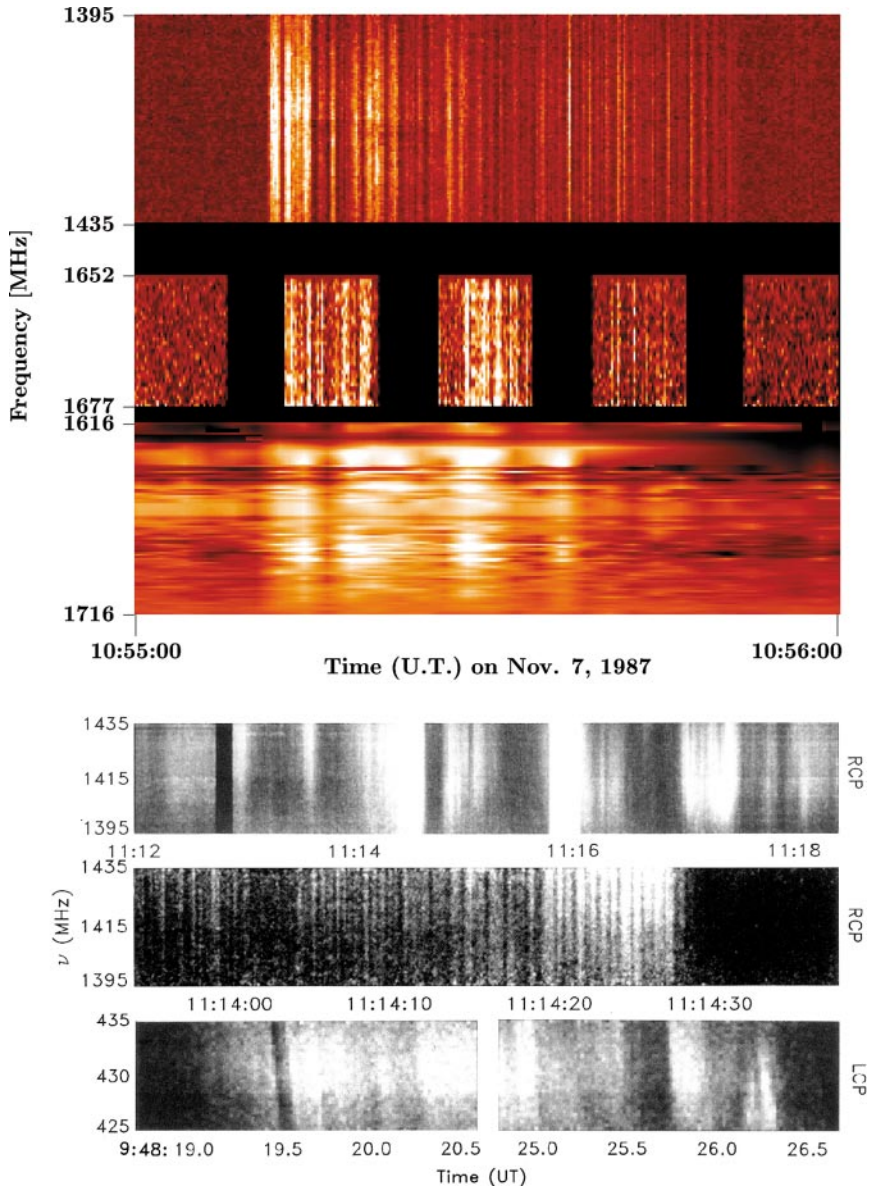 1395
1435
1652
1677
1616
1716
Frequency [MHz]
10:55:00 10:56:00
Time (U.T.) on Nov. 7, 1987
1435
1415
1395
RCP
11:12 11:14 11:16 11:18
1435
1415
1395
ν (MHz)
RCP
11:14:00 11:14:10 11:14:20 11:14:30
435
430
425
LCP
9:48: 19.0 19.5 20.0 20.5 25.0 25.5 26.0 26.5
Time (UT)